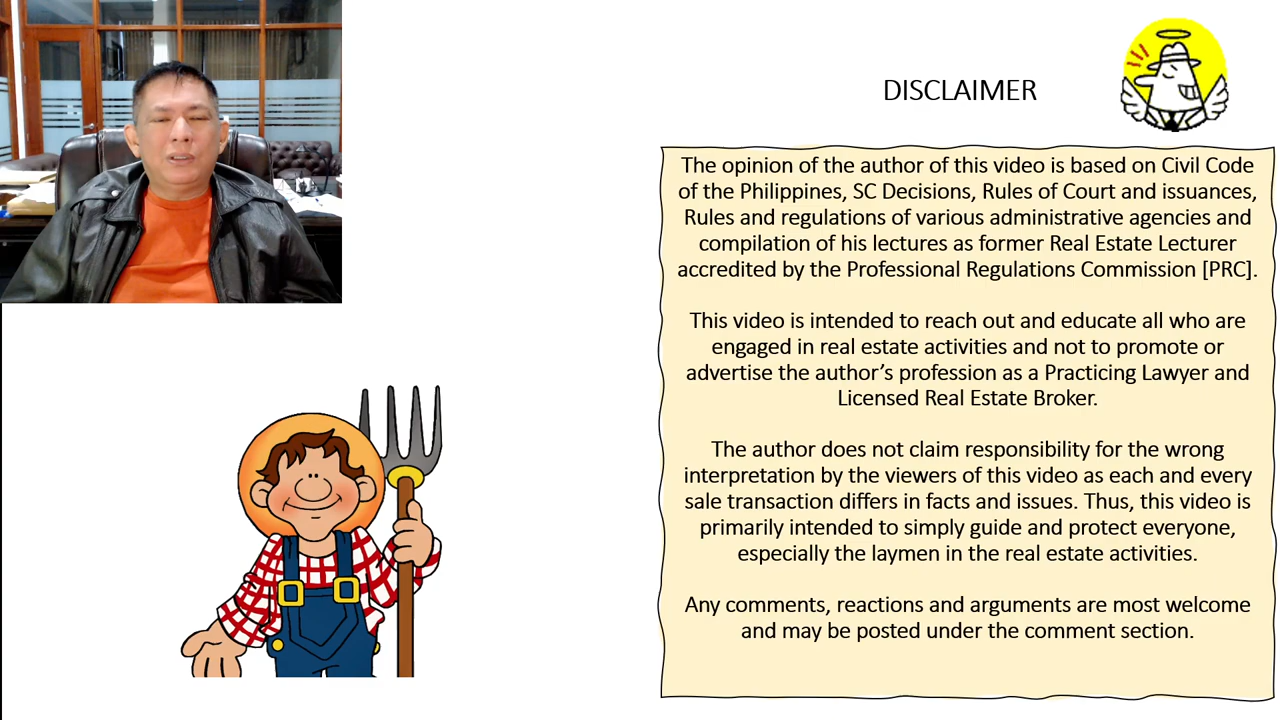 DISCLAIMER
The opinion of the author of this video is based on Civil Code
of the Philippines, SC Decisions, Rules of Court and issuances,
Rules and regulations of various administrative agencies and
compilation of his lectures as former Real Estate Lecturer
accredited by the Professional Regulations Commission [PRC].
This video is intended to reach out and educate all who are
engaged in real estate activities and not to promote or
advertise the author’s profession as a Practicing Lawyer and
Licensed Real Estate Broker.
The author does not claim responsibility for the wrong
interpretation by the viewers of this video as each and every
sale transaction differs in facts and issues. Thus, this video is
primarily intended to simply guide and protect everyone,
especially the laymen in the real estate activities.
Any comments, reactions and arguments are most welcome
and may be posted under the comment section.